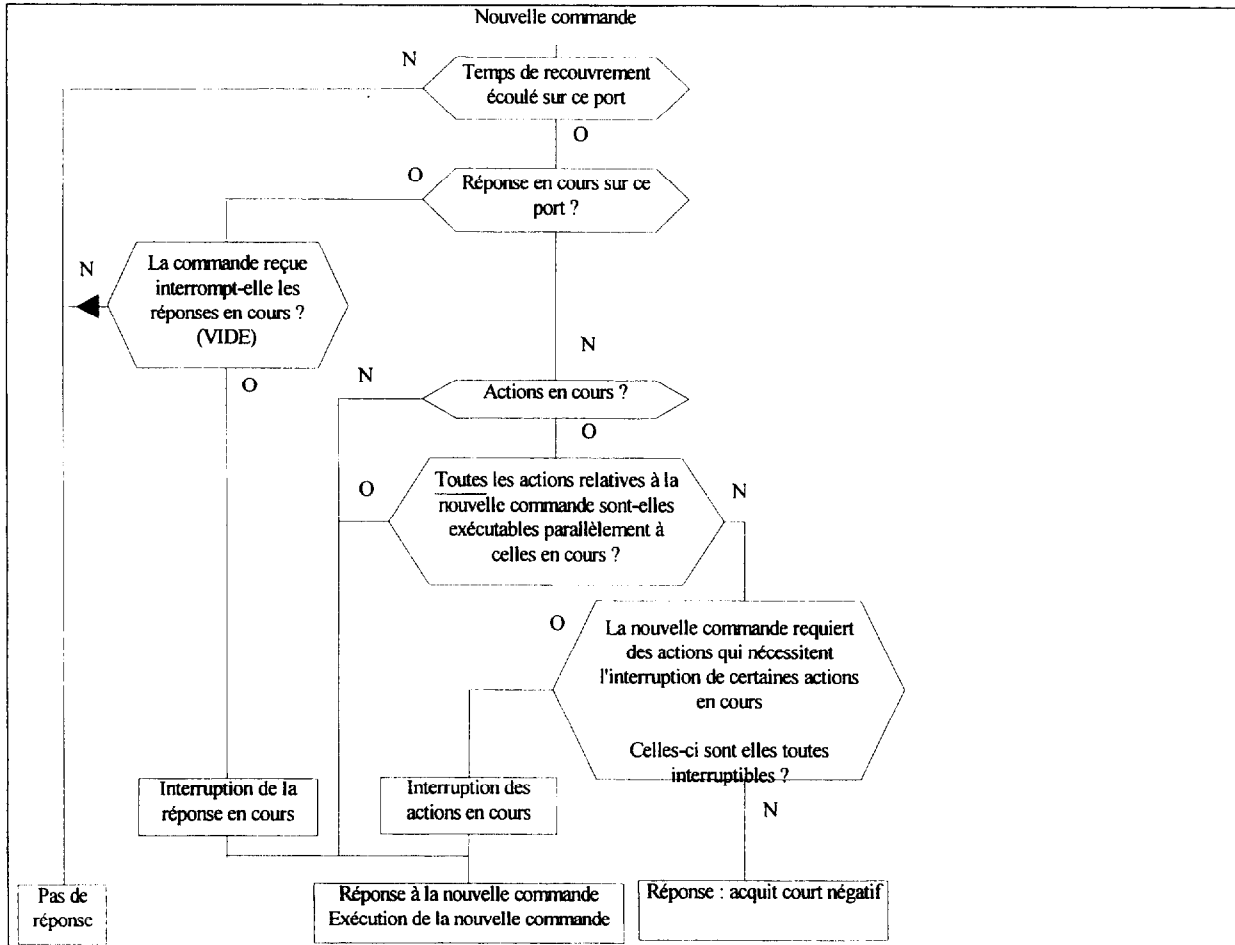 Nouvelle commande
N
Temps de recouvrement
écoulé sur ce port
O
O
Réponse en cours sur ce
port ?
N
La commande reçue
interrompt-elle les
réponses en cours ?
(VIDE)
O
N
N
Actions en cours ?
O
O
Toutes les actions relatives à la
nouvelle commande sont-elles
exécutables parallèlement à
celles en cours ?
N
O
La nouvelle commande requiert
des actions qui nécessitent
l'interruption de certaines actions
en cours
Celles-ci sont elles toutes
interruptibles ?
N
Interruption de la
réponse en cours
Interruption des
actions en cours
Pas de
réponse
Réponse à la nouvelle commande
Exécution de la nouvelle commande
Réponse : acquit court négatif